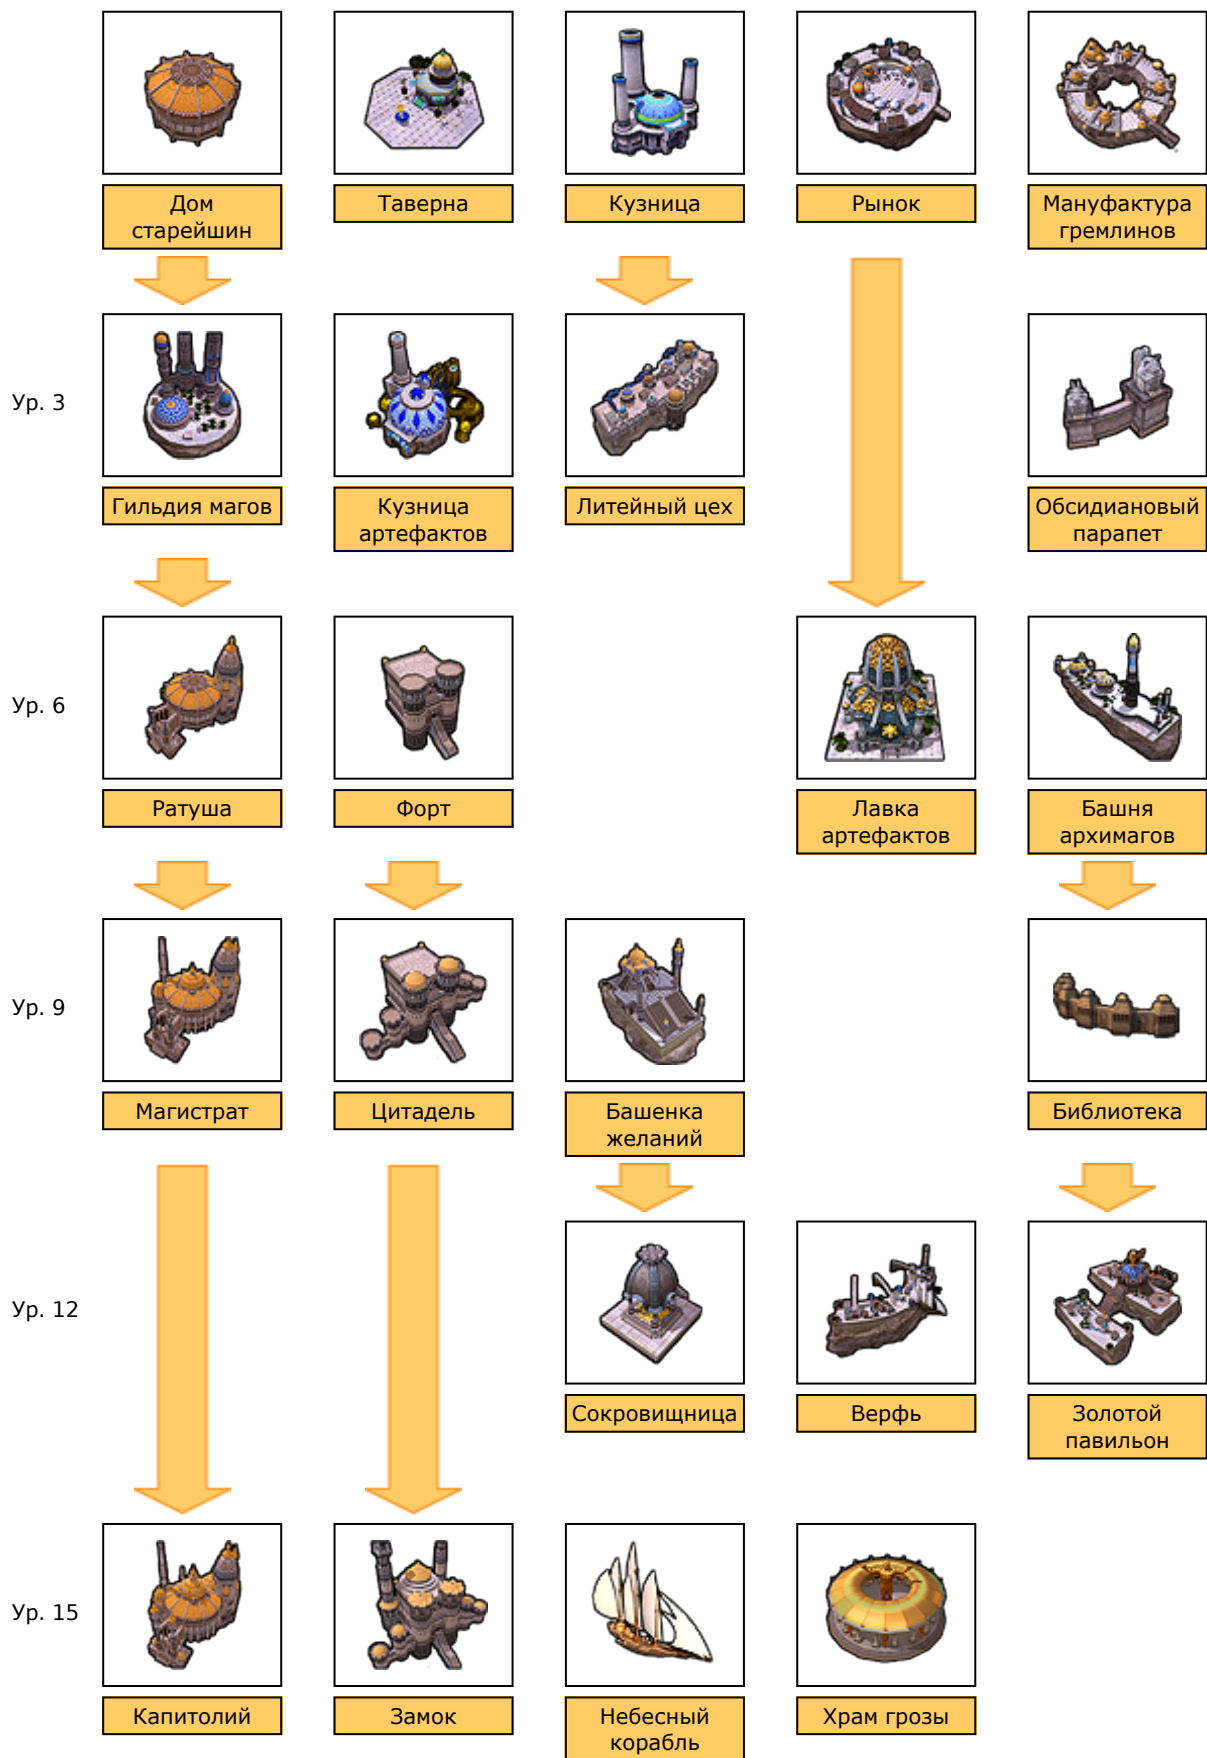 Дом
старейшин
Таверна
Кузница
Рынок
Мануфактура
гремлинов
Ур. 3
Гильдия магов
Кузница
артефактов
Литейный цех
Обсидиановый
парапет
Ур. 6
Ратуша
Форт
Лавка
артефактов
Башня
архимагов
Ур. 9
Магистрат
Цитадель
Башенка
желаний
Библиотека
Ур. 12
Сокровищница
Верфь
Золотой
павильон
Ур. 15
Капитолий
Замок
Небесный
корабль
Храм грозы